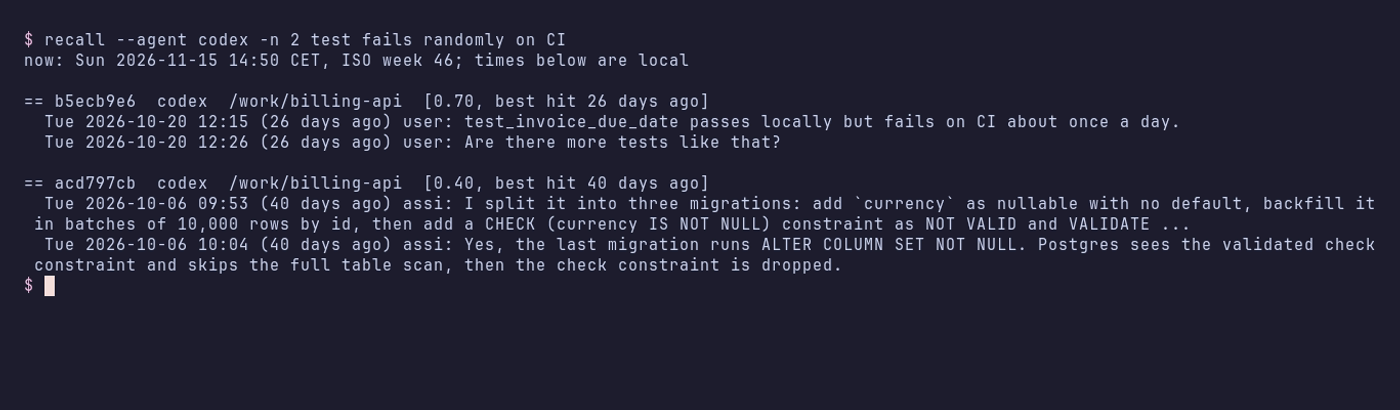 $ recall --agent codex -n 2 test fails randomly on CI
now: Sun 2026-11-15 14:50 CET, ISO week 46; times below are local

== b5ecb9e6  codex  /work/billing-api  [0.70, best hit 26 days ago]
  Tue 2026-10-20 12:15 (26 days ago) user: test_invoice_due_date passes locally but fails on CI about once a day.
  Tue 2026-10-20 12:26 (26 days ago) user: Are there more tests like that?

== acd797cb  codex  /work/billing-api  [0.40, best hit 40 days ago]
  Tue 2026-10-06 09:53 (40 days ago) assi: I split it into three migrations: add `currency` as nullable with no default, backfill it
 in batches of 10,000 rows by id, then add a CHECK (currency IS NOT NULL) constraint as NOT VALID and VALIDATE ...
  Tue 2026-10-06 10:04 (40 days ago) assi: Yes, the last migration runs ALTER COLUMN SET NOT NULL. Postgres sees the validated check
 constraint and skips the full table scan, then the check constraint is dropped.
$